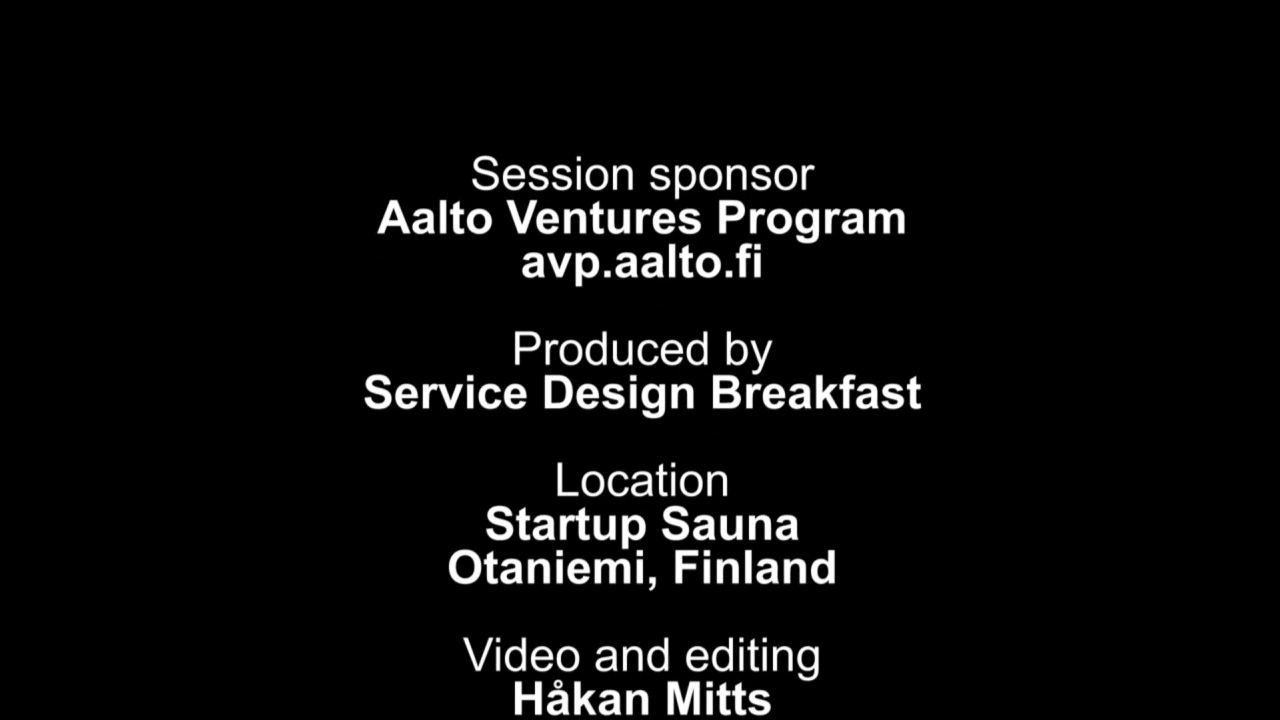 Session sponsor
Aalto Ventures Program
avp.aalto.fi
Produced by
Service Design Breakfast
Location
Startup Sauna
Otaniemi, Finland
Video and editing
Håkan Mitts